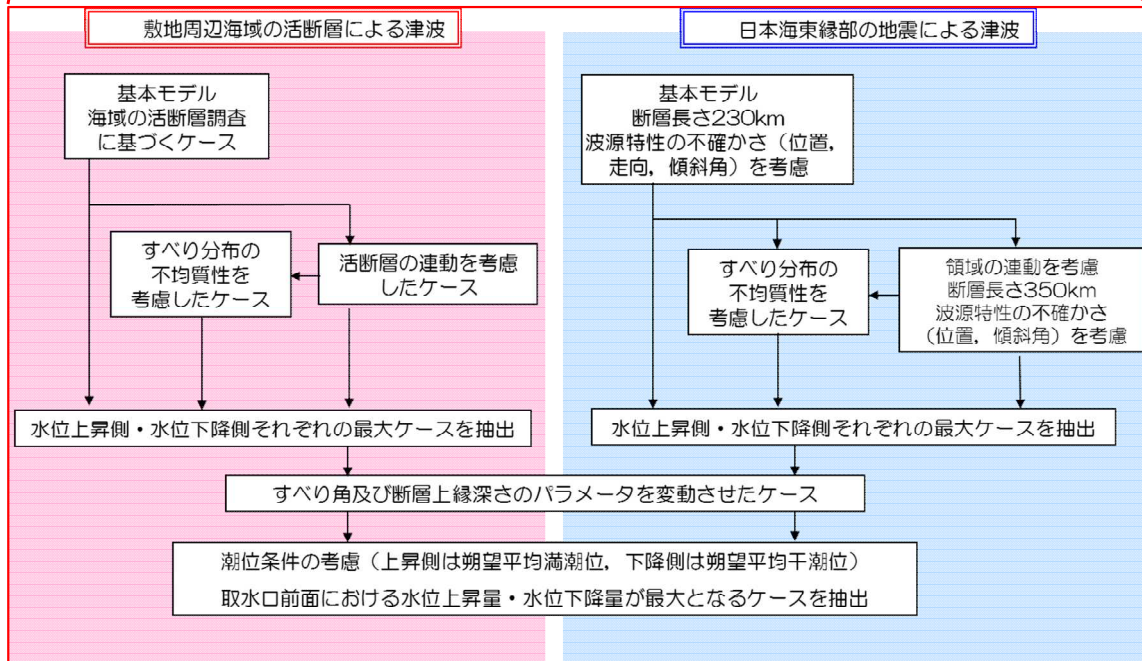 敷地周辺海域の活断層による津波
基本モデル
海域の活断層調査
に基づくケース
すべり分布の
不均質性を
考慮したケース
活断層の連動を考慮
したケース
水位上昇側・水位下降側それぞれの最大ケースを抽出
日本海東縁部の地震による津波
基本モデル
断層長さ230km
波源特性の不確かさ（位置，
走向，傾斜角）を考慮
すべり分布の
不均質性を
考慮したケース
領域の連動を考慮
断層長さ350km
波源特性の不確かさ
（位置，傾斜角）を考慮
水位上昇側・水位下降側それぞれの最大ケースを抽出
すべり角及び断層上縁深さのパラメータを変動させたケース
潮位条件の考慮（上昇側は朔望平均満潮位，下降側は朔望平均干潮位）
取水口前面における水位上昇量・水位下降量が最大となるケースを抽出